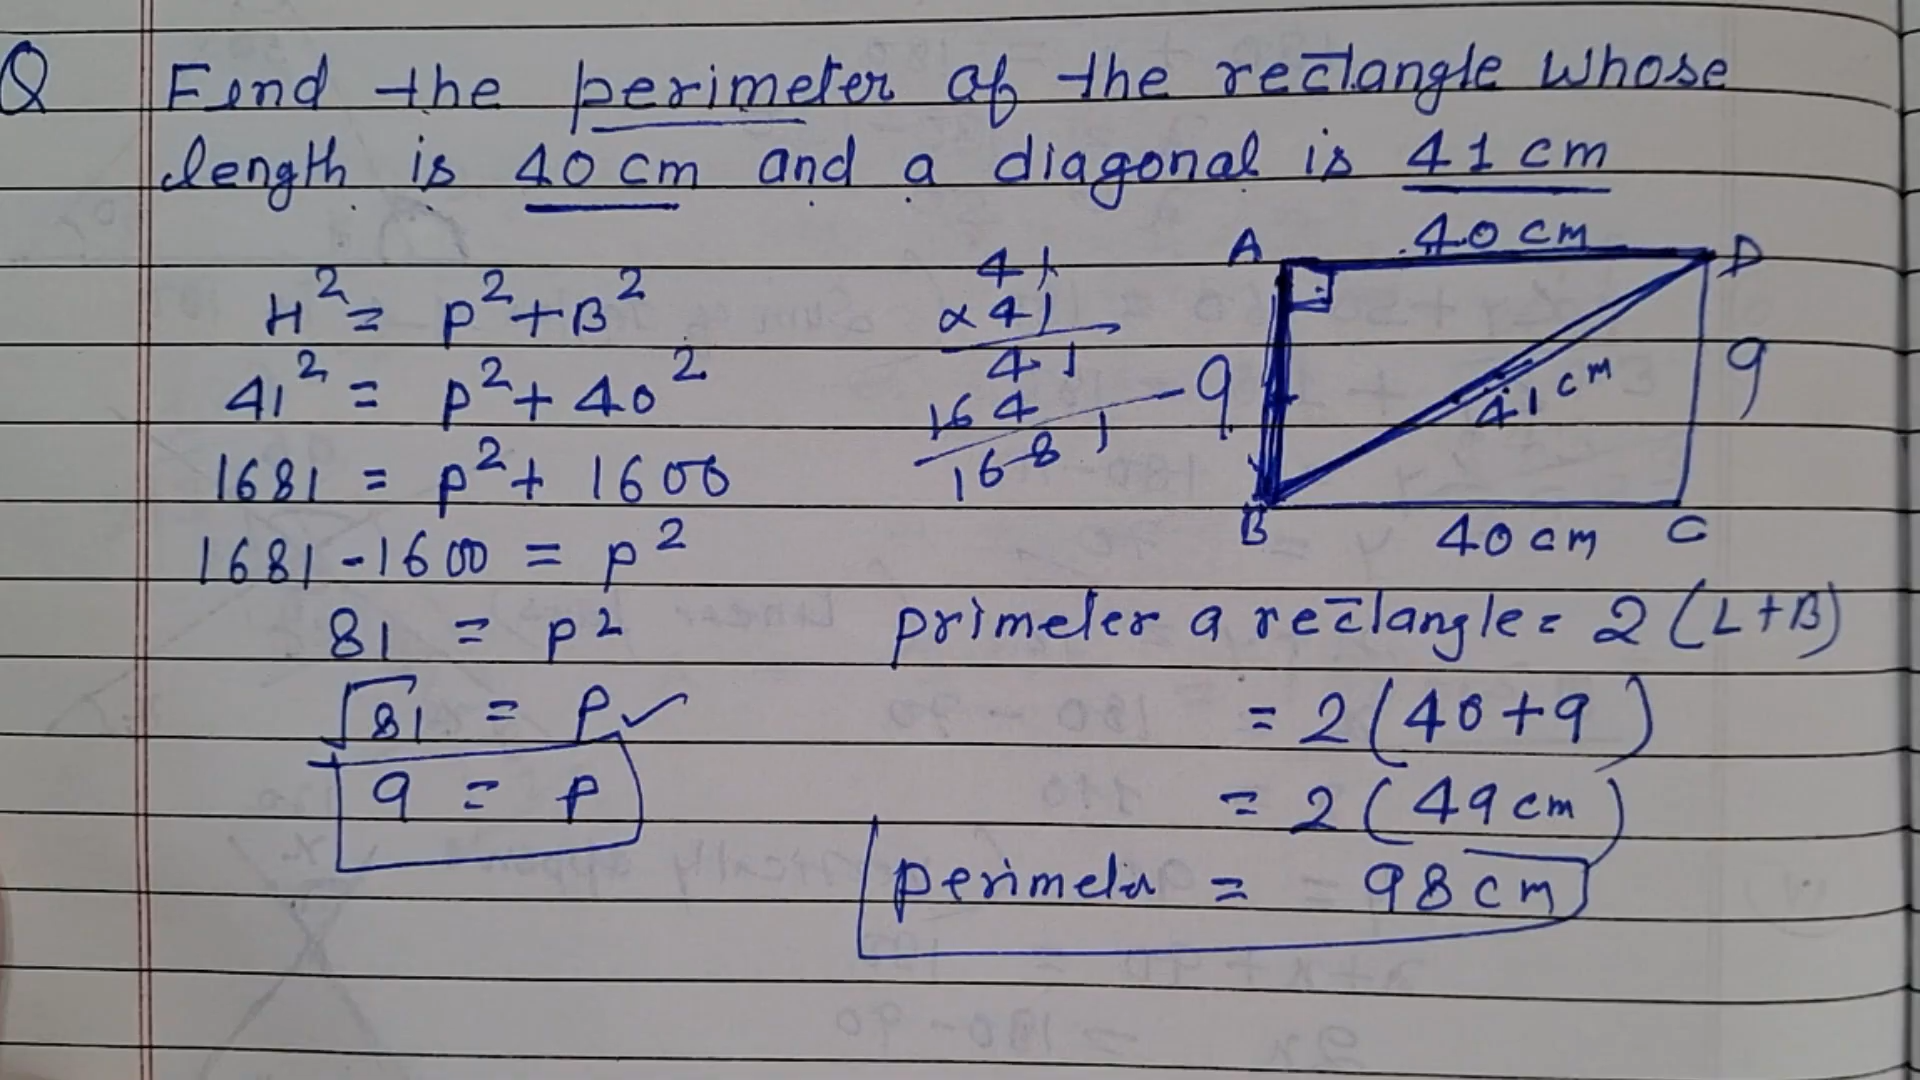 Q Find the perimeter of the rectangle whose
length is 40 cm and a diagonal is 41 cm
H² = P² + B²
41² = P² + 40²
1681 = P² + 1600
1681 - 1600 = P²
81 = P²
√81 = P ✓
9 = P
41
x 41
41
164
1681
A 40 cm D
9
41 cm
9
B 40 cm C
primeter a rectangle = 2 (L+B)
= 2 (40+9)
= 2 (49 cm)
perimeter = 98 cm